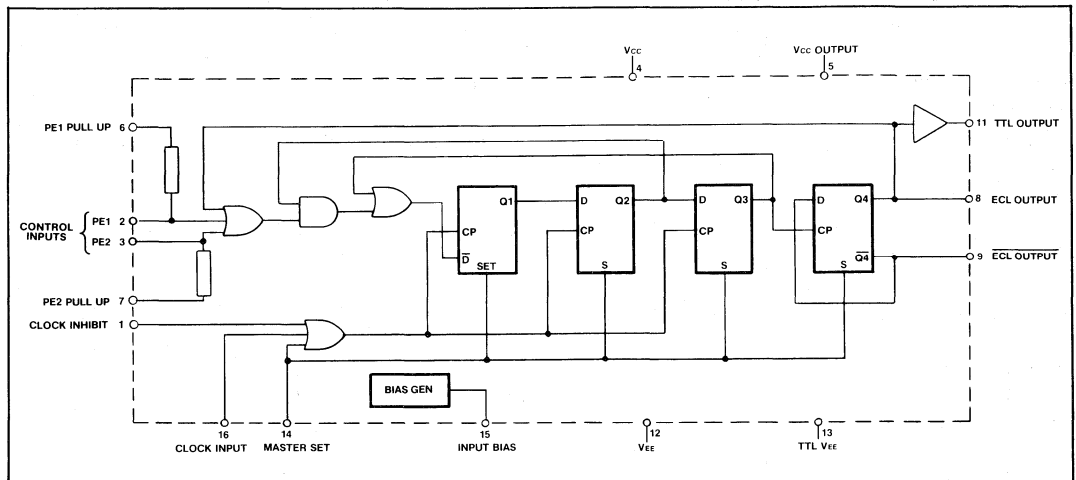 VCC
4
VCC OUTPUT
5
PE1 PULL UP 6
11 TTL OUTPUT
Q1
D Q2
D Q3
D Q4
8 ECL OUTPUT
CONTROL INPUTS { PE1 2
PE2 3
CP
CP
CP
CP
D̅
SET
S
S
S
Q̅4̅
9 E̅C̅L̅ ̅O̅U̅T̅P̅U̅T̅
PE2 PULL UP 7
CLOCK INHIBIT 1
BIAS GEN
16
CLOCK INPUT
14
MASTER SET
15
INPUT BIAS
12
VEE
13
TTL VEE